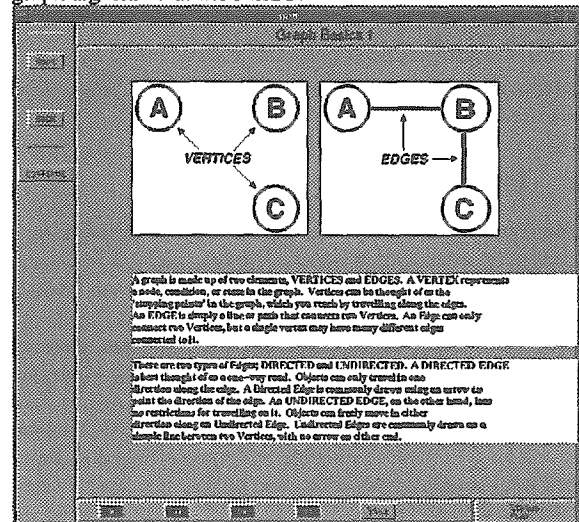 Graph Basics 1
A B
VERTICES
C
A B
EDGES
C
A graph is made up of two elements, VERTICES and EDGES. A VERTEX represents
a node, condition, or state in the graph. Vertices can be thought of as the
'stopping points' in the graph, which you reach by travelling along the edges.
An EDGE is simply a line or path that connects two Vertices. An Edge can only
connect two Vertices, but a single vertex may have many different edges
connected to it.
There are two types of Edges; DIRECTED and UNDIRECTED. A DIRECTED EDGE
is best thought of as a one-way road. Objects can only travel in one
direction along the edge. A Directed Edge is commonly drawn using an arrow to
point the direction of the edge. An UNDIRECTED EDGE, on the other hand, has
no restrictions for travelling on it. Objects can freely move in either
direction along an Undirected Edge. Undirected Edges are commonly drawn as a
simple line between two Vertices, with no arrow on either end.